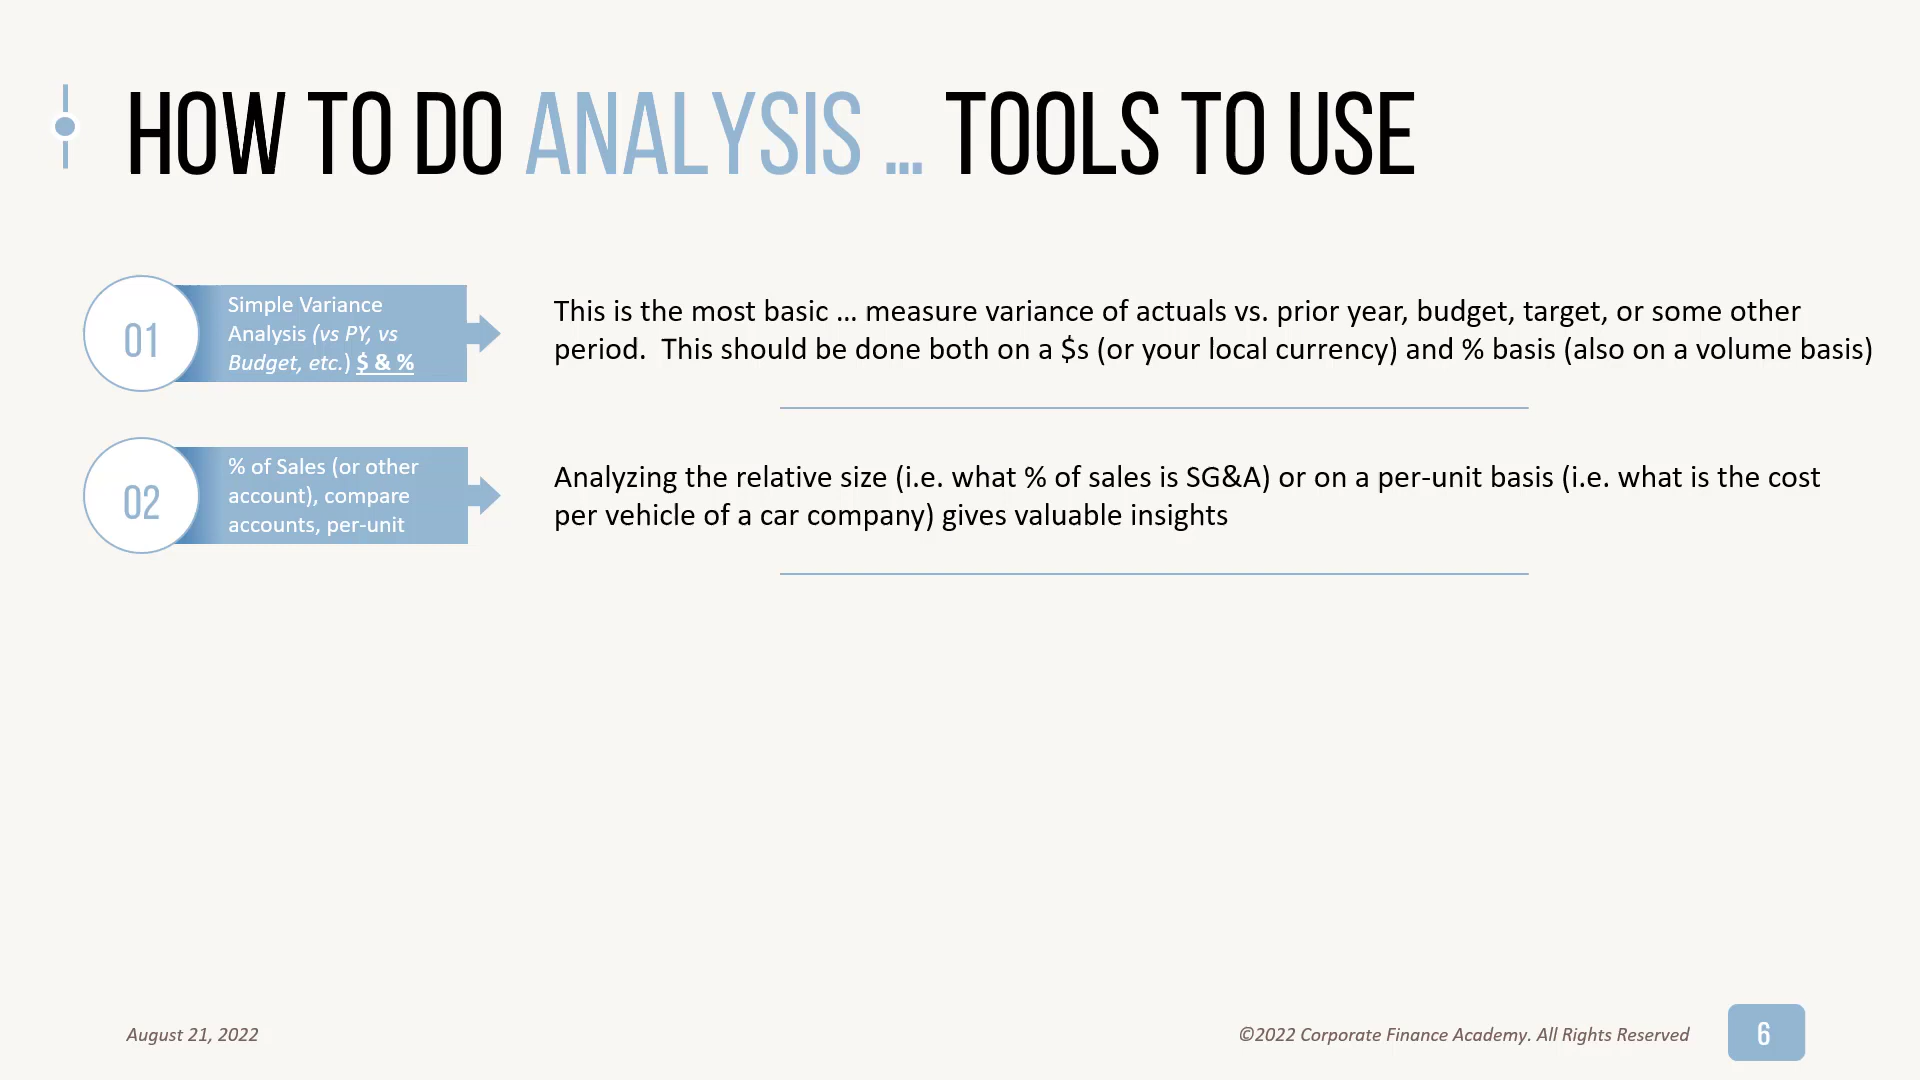 HOW TO DO ANALYSIS ... TOOLS TO USE
01
Simple Variance
Analysis (vs PY, vs
Budget, etc.) $ & %
This is the most basic ... measure variance of actuals vs. prior year, budget, target, or some other
period.  This should be done both on a $s (or your local currency) and % basis (also on a volume basis)
02
% of Sales (or other
account), compare
accounts, per-unit
Analyzing the relative size (i.e. what % of sales is SG&A) or on a per-unit basis (i.e. what is the cost
per vehicle of a car company) gives valuable insights
August 21, 2022
©2022 Corporate Finance Academy. All Rights Reserved
6